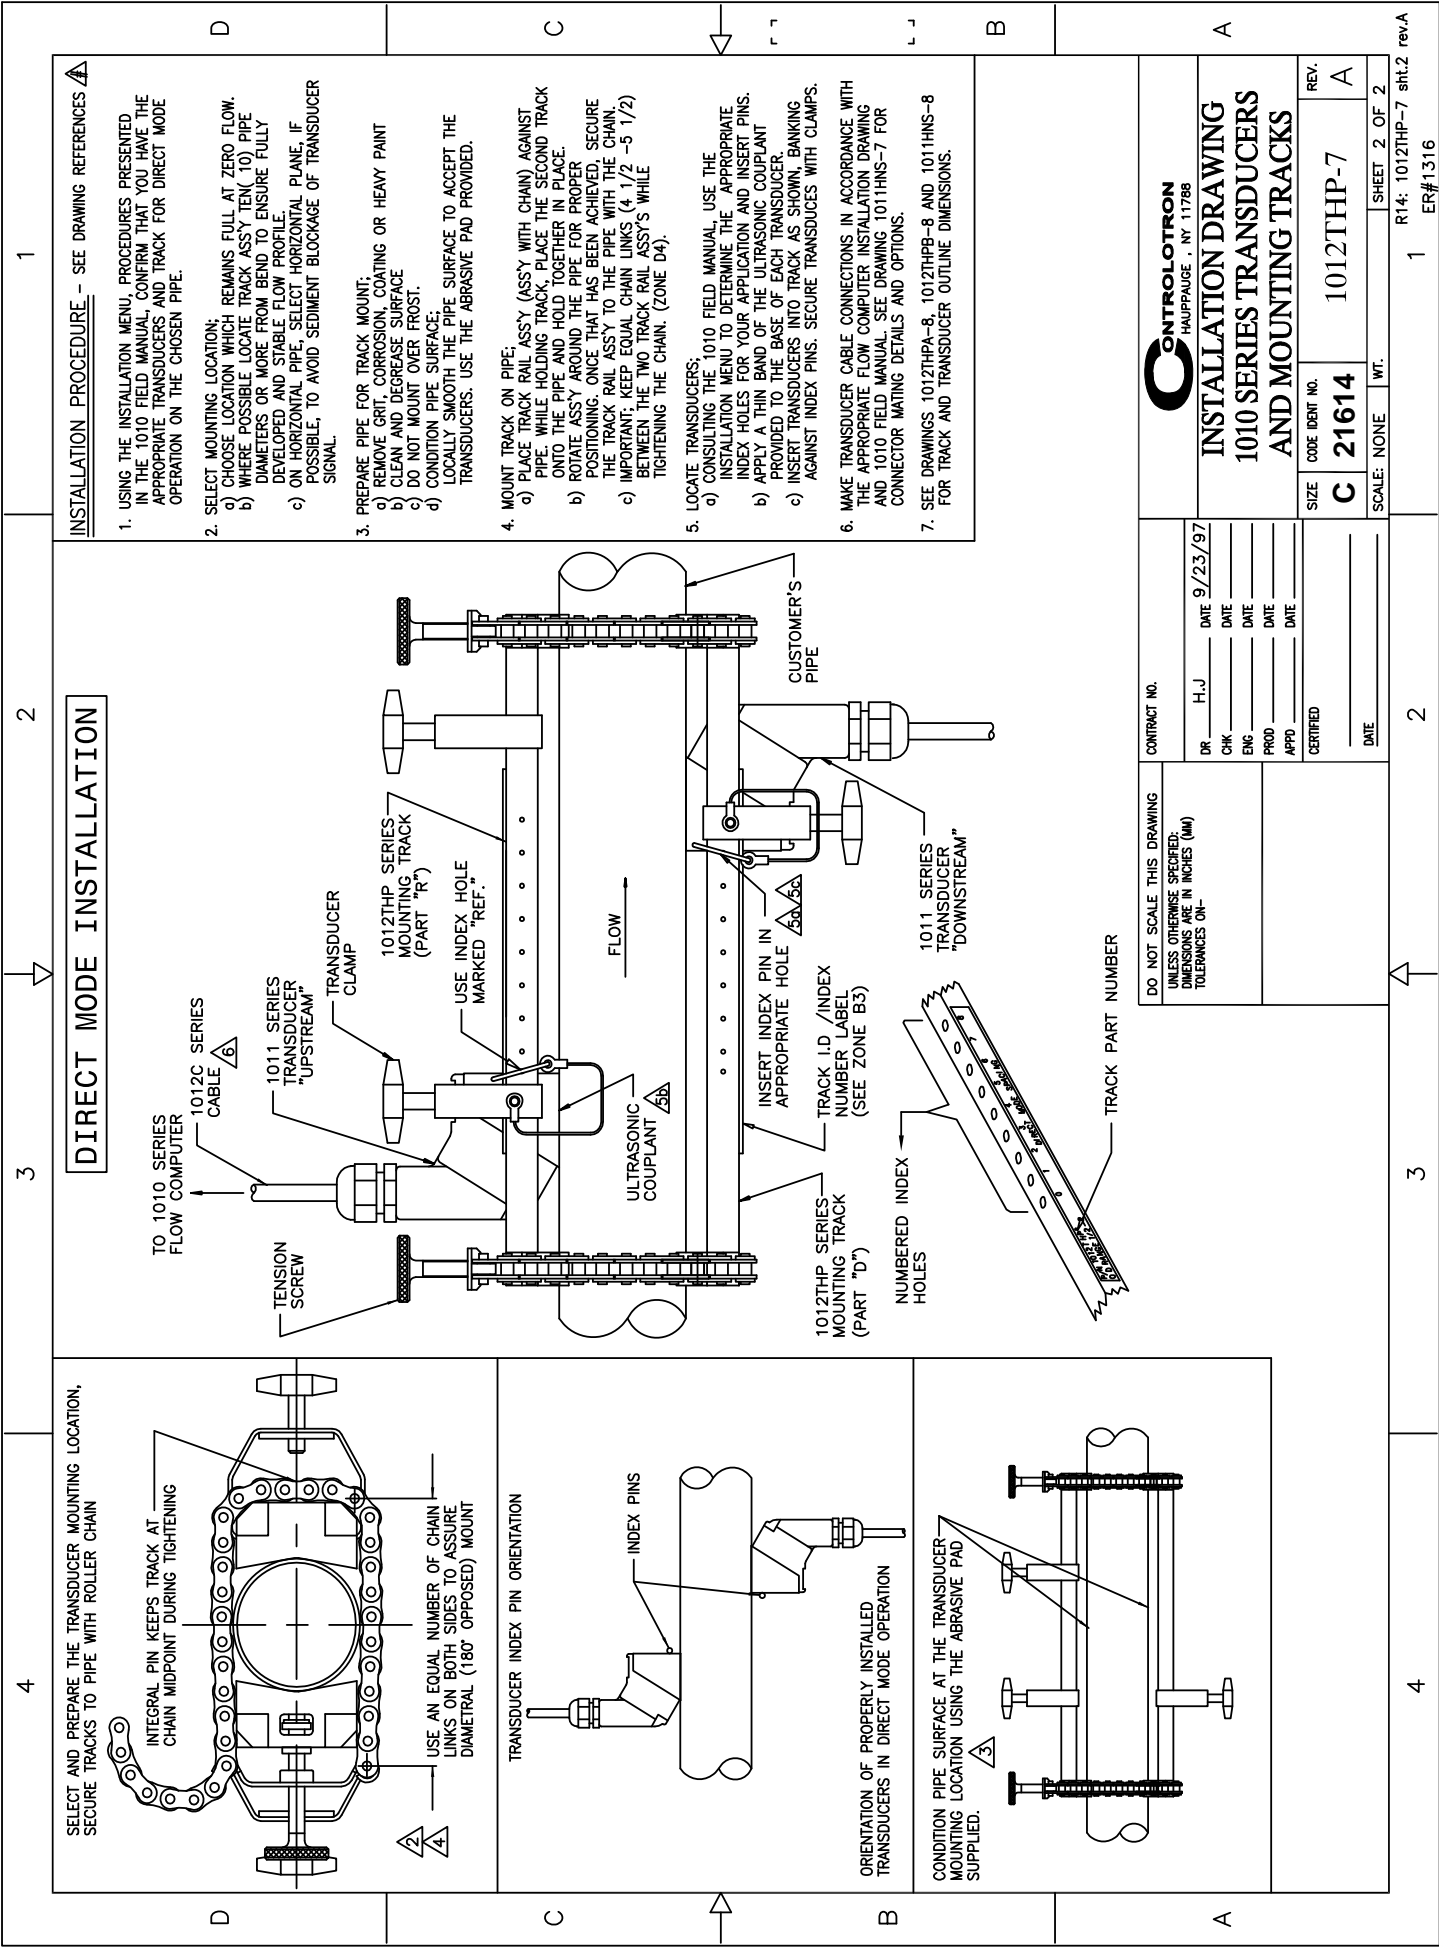 4
3
2
1
D
C
B
A
SELECT AND PREPARE THE TRANSDUCER MOUNTING LOCATION,
SECURE TRACKS TO PIPE WITH ROLLER CHAIN
INTEGRAL PIN KEEPS TRACK AT
CHAIN MIDPOINT DURING TIGHTENING
USE AN EQUAL NUMBER OF CHAIN
LINKS ON BOTH SIDES TO ASSURE
DIAMETRAL (180° OPPOSED) MOUNT
2
4
TRANSDUCER INDEX PIN ORIENTATION
INDEX PINS
ORIENTATION OF PROPERLY INSTALLED
TRANSDUCERS IN DIRECT MODE OPERATION
CONDITION PIPE SURFACE AT THE TRANSDUCER
MOUNTING LOCATION USING THE ABRASIVE PAD
SUPPLIED.
3
DIRECT MODE INSTALLATION
TO 1010 SERIES
FLOW COMPUTER
1012C SERIES
CABLE 6
TENSION
SCREW
1011 SERIES
TRANSDUCER
"UPSTREAM"
TRANSDUCER
CLAMP
1012THP SERIES
MOUNTING TRACK
(PART "R")
USE INDEX HOLE
MARKED "REF."
FLOW
ULTRASONIC
COUPLANT
5b
CUSTOMER'S
PIPE
INSERT INDEX PIN IN
APPROPRIATE HOLE
5a 5c
1012THP SERIES
MOUNTING TRACK
(PART "D")
TRACK I.D /INDEX
NUMBER LABEL
(SEE ZONE B3)
1011 SERIES
TRANSDUCER
"DOWNSTREAM"
NUMBERED INDEX
HOLES
0 1 2 3 4 5 6 7 8
DIRECT MODE SPACING
TRACK PART NUMBER
INSTALLATION PROCEDURE – SEE DRAWING REFERENCES #
1. USING THE INSTALLATION MENU, PROCEDURES PRESENTED
IN THE 1010 FIELD MANUAL, CONFIRM THAT YOU HAVE THE
APPROPRIATE TRANSDUCERS AND TRACK FOR DIRECT MODE
OPERATION ON THE CHOSEN PIPE.
2. SELECT MOUNTING LOCATION;
a) CHOOSE LOCATION WHICH REMAINS FULL AT ZERO FLOW.
b) WHERE POSSIBLE LOCATE TRACK ASS'Y TEN( 10) PIPE
DIAMETERS OR MORE FROM BEND TO ENSURE FULLY
DEVELOPED AND STABLE FLOW PROFILE.
c) ON HORIZONTAL PIPE, SELECT HORIZONTAL PLANE, IF
POSSIBLE, TO AVOID SEDIMENT BLOCKAGE OF TRANSDUCER
SIGNAL.
3. PREPARE PIPE FOR TRACK MOUNT;
a) REMOVE GRIT, CORROSION, COATING OR HEAVY PAINT
b) CLEAN AND DEGREASE SURFACE
c) DO NOT MOUNT OVER FROST.
d) CONDITION PIPE SURFACE;
LOCALLY SMOOTH THE PIPE SURFACE TO ACCEPT THE
TRANSDUCERS. USE THE ABRASIVE PAD PROVIDED.
4. MOUNT TRACK ON PIPE;
a) PLACE TRACK RAIL ASS'Y (ASS'Y WITH CHAIN) AGAINST
PIPE. WHILE HOLDING TRACK, PLACE THE SECOND TRACK
ONTO THE PIPE AND HOLD TOGETHER IN PLACE.
b) ROTATE ASS'Y AROUND THE PIPE FOR PROPER
POSITIONING. ONCE THAT HAS BEEN ACHIEVED, SECURE
THE TRACK RAIL ASS'Y TO THE PIPE WITH THE CHAIN.
c) IMPORTANT; KEEP EQUAL CHAIN LINKS (4 1/2 –5 1/2)
BETWEEN THE TWO TRACK RAIL ASS'Y'S WHILE
TIGHTENING THE CHAIN. (ZONE D4).
5. LOCATE TRANSDUCERS;
a) CONSULTING THE 1010 FIELD MANUAL, USE THE
INSTALLATION MENU TO DETERMINE THE APPROPRIATE
INDEX HOLES FOR YOUR APPLICATION AND INSERT PINS.
b) APPLY A THIN BAND OF THE ULTRASONIC COUPLANT
PROVIDED TO THE BASE OF EACH TRANSDUCER.
c) INSERT TRANSDUCERS INTO TRACK AS SHOWN, BANKING
AGAINST INDEX PINS. SECURE TRANSDUCES WITH CLAMPS.
6. MAKE TRANSDUCER CABLE CONNECTIONS IN ACCORDANCE WITH
THE APPROPRIATE FLOW COMPUTER INSTALLATION DRAWING
AND 1010 FIELD MANUAL. SEE DRAWING 1011HNS–7 FOR
CONNECTOR MATING DETAILS AND OPTIONS.
7. SEE DRAWINGS 1012THPA–8, 1012THPB–8 AND 1011HNS–8
FOR TRACK AND TRANSDUCER OUTLINE DIMENSIONS.
DO NOT SCALE THIS DRAWING
UNLESS OTHERWISE SPECIFIED:
DIMENSIONS ARE IN INCHES (MM)
TOLERANCES ON–
CONTRACT NO.
DR H.J DATE 9/23/97
CHK DATE
ENG DATE
PROD DATE
APPD DATE
CERTIFIED
DATE
CONTROLOTRON
HAUPPAUGE , NY 11788
INSTALLATION DRAWING
1010 SERIES TRANSDUCERS
AND MOUNTING TRACKS
SIZE
C
CODE IDENT NO.
21614
1012THP-7
REV.
A
SCALE: NONE
WT.
SHEET 2 OF 2
R14: 1012THP–7 sht.2 rev.A
ER#1316
D
C
B
A
4
3
2
1